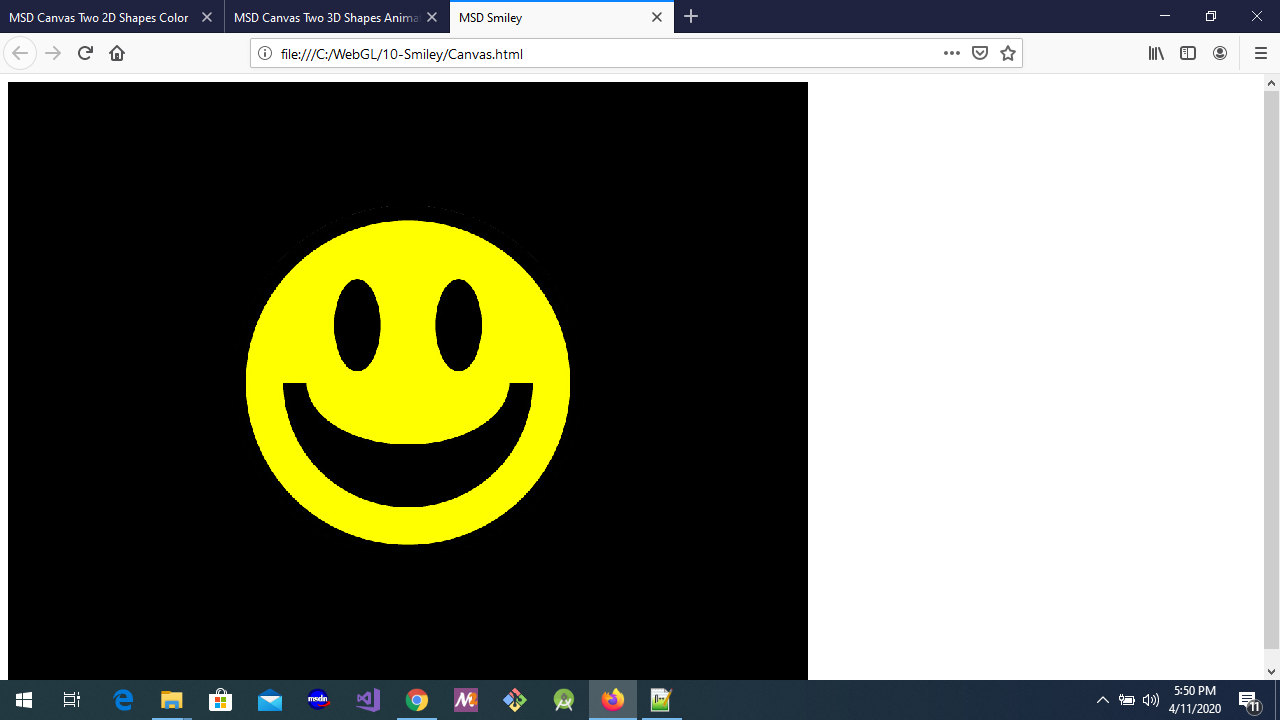 MSD Canvas Two 2D Shapes Color
MSD Canvas Two 3D Shapes Anima
MSD Smiley
file:///C:/WebGL/10-Smiley/Canvas.html
msdn
5:50 PM
4/11/2020
11